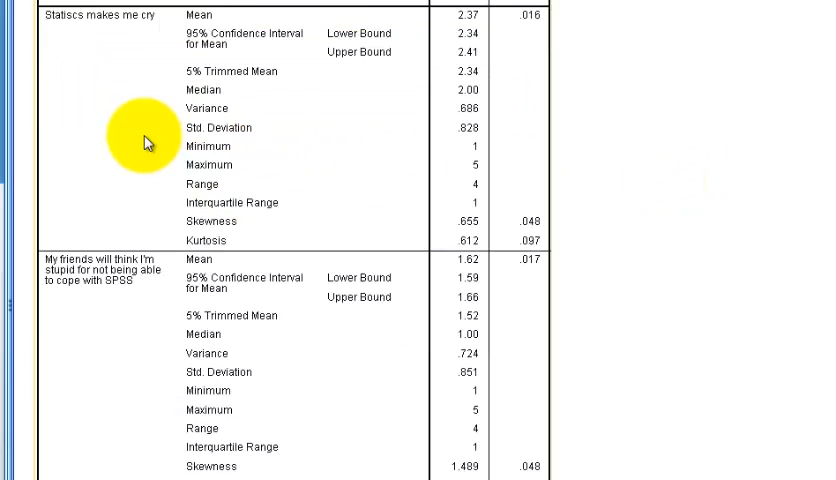 Statiscs makes me cry Mean 2.37 .016
95% Confidence Interval for Mean Lower Bound 2.34
Upper Bound 2.41
5% Trimmed Mean 2.34
Median 2.00
Variance .686
Std. Deviation .828
Minimum 1
Maximum 5
Range 4
Interquartile Range 1
Skewness .655 .048
Kurtosis .612 .097
My friends will think I'm stupid for not being able to cope with SPSS Mean 1.62 .017
95% Confidence Interval for Mean Lower Bound 1.59
Upper Bound 1.66
5% Trimmed Mean 1.52
Median 1.00
Variance .724
Std. Deviation .851
Minimum 1
Maximum 5
Range 4
Interquartile Range 1
Skewness 1.489 .048